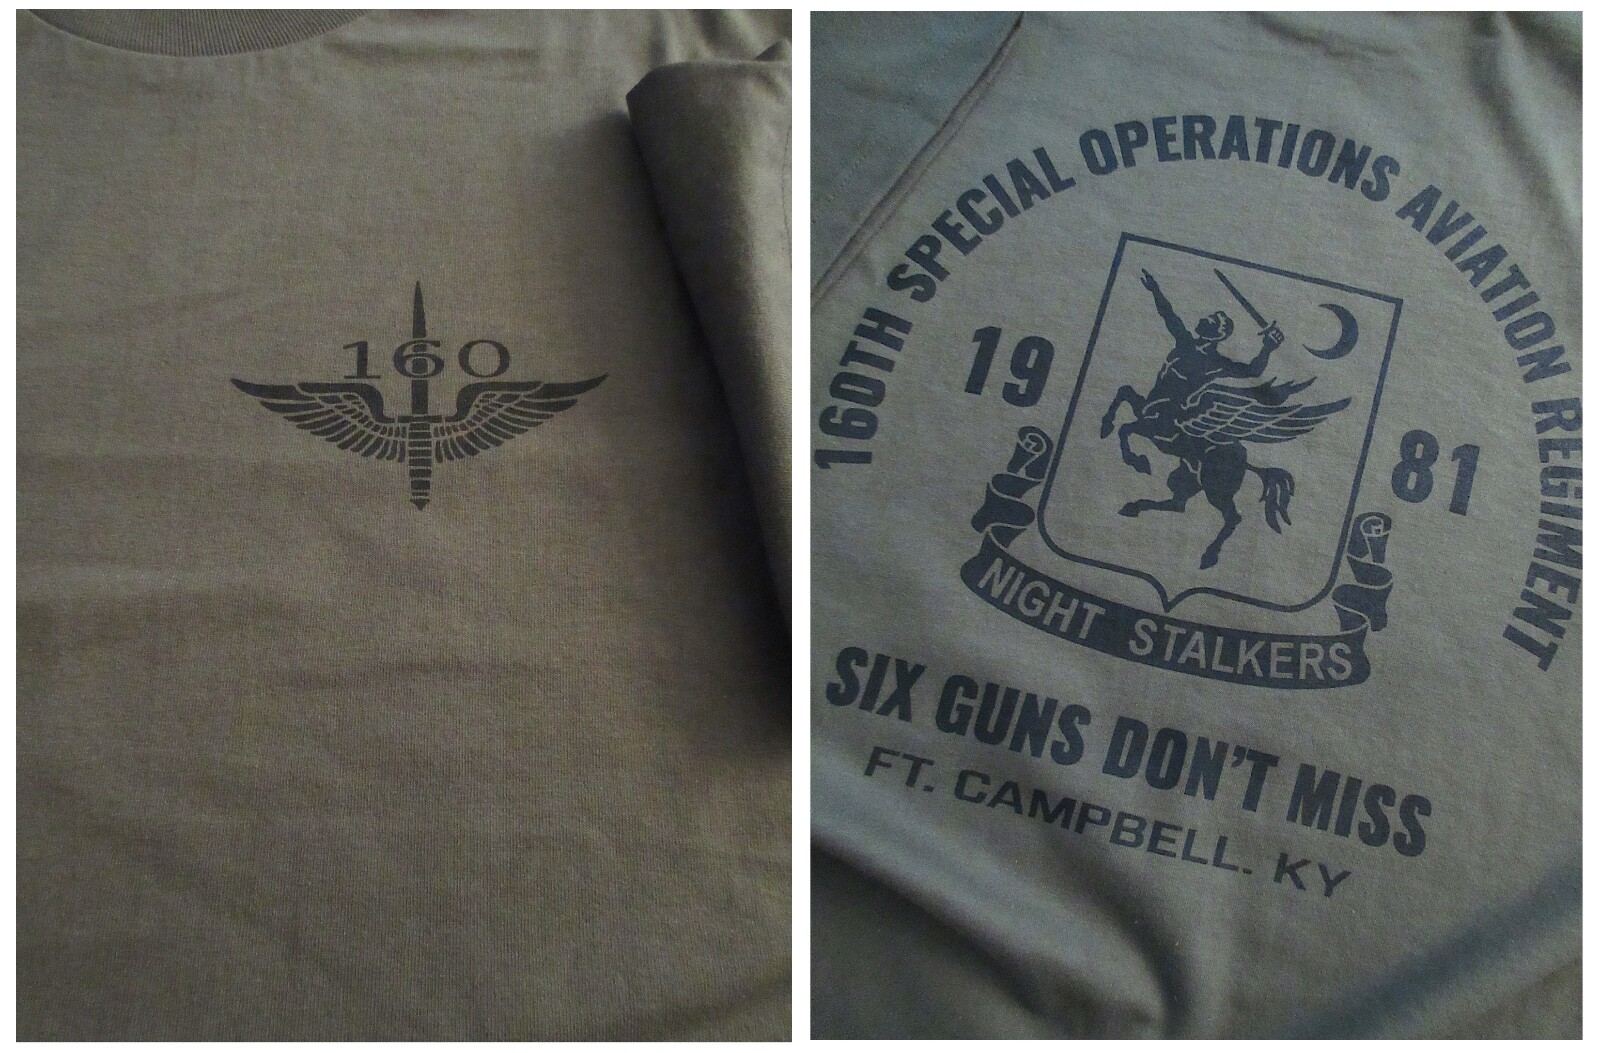 160
160TH SPECIAL OPERATIONS AVIATION REGIMENT
19 81
NIGHT STALKERS
SIX GUNS DON'T MISS
FT. CAMPBELL. KY